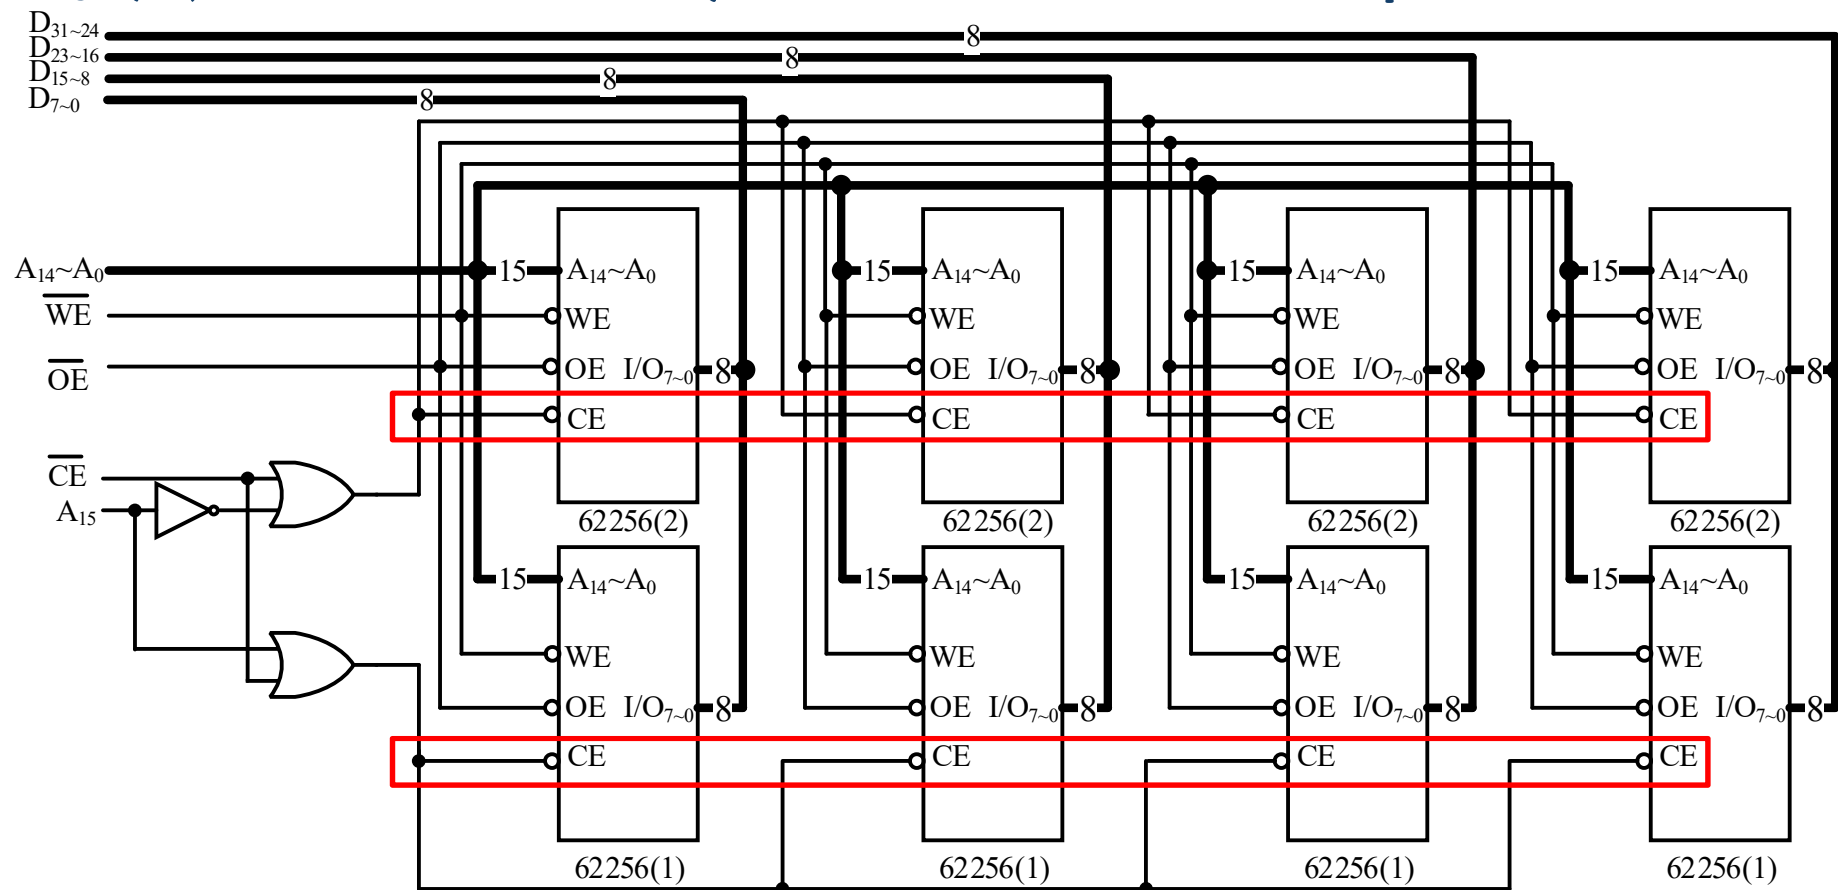 D₃₁~₂₄
8
D₂₃~₁₆
8
D₁₅~₈
8
D₇~₀
8
A₁₄~A₀ 15 A₁₄~A₀ 15 A₁₄~A₀ 15 A₁₄~A₀ 15 A₁₄~A₀
W̅E̅ WE WE WE WE
O̅E̅ OE I/O₇~₀ 8 OE I/O₇~₀ 8 OE I/O₇~₀ 8 OE I/O₇~₀ 8
CE CE CE CE
C̅E̅
A₁₅
62256(2) 62256(2) 62256(2) 62256(2)
15 A₁₄~A₀ 15 A₁₄~A₀ 15 A₁₄~A₀ 15 A₁₄~A₀
WE WE WE WE
OE I/O₇~₀ 8 OE I/O₇~₀ 8 OE I/O₇~₀ 8 OE I/O₇~₀ 8
CE CE CE CE
62256(1) 62256(1) 62256(1) 62256(1)